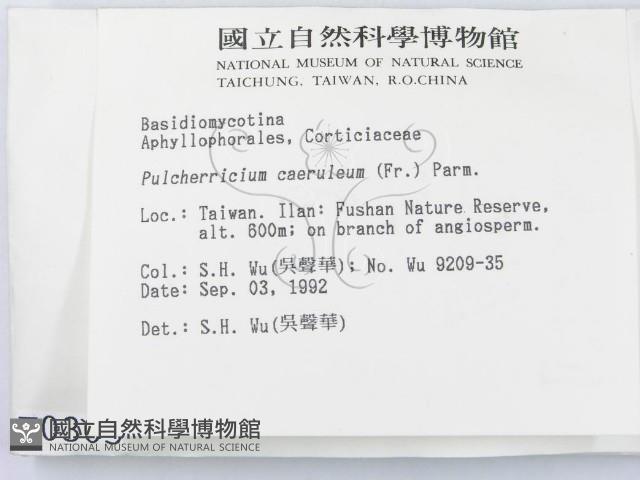 國立自然科學博物館
NATIONAL MUSEUM OF NATURAL SCIENCE
TAICHUNG, TAIWAN, R.O.CHINA
Basidiomycotina
Aphyllophorales, Corticiaceae
Pulcherricium caeruleum (Fr.) Parm.
Loc.: Taiwan. Ilan: Fushan Nature Reserve,
alt. 600m; on branch of angiosperm.
Col.: S.H. Wu(吳聲華); No. Wu 9209-35
Date: Sep. 03, 1992
Det.: S.H. Wu(吳聲華)
國立自然科學博物館
NATIONAL MUSEUM OF NATURAL SCIENCE